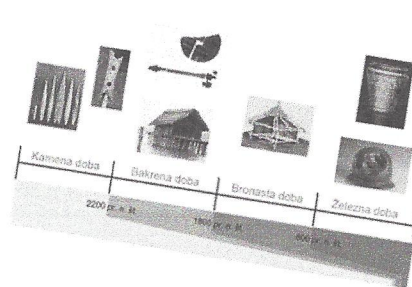 Kamena doba
Bakrena doba
Bronasta doba
Železna doba
2200 pr. n. št.
1800 pr. n. št.
800 pr. n. št.